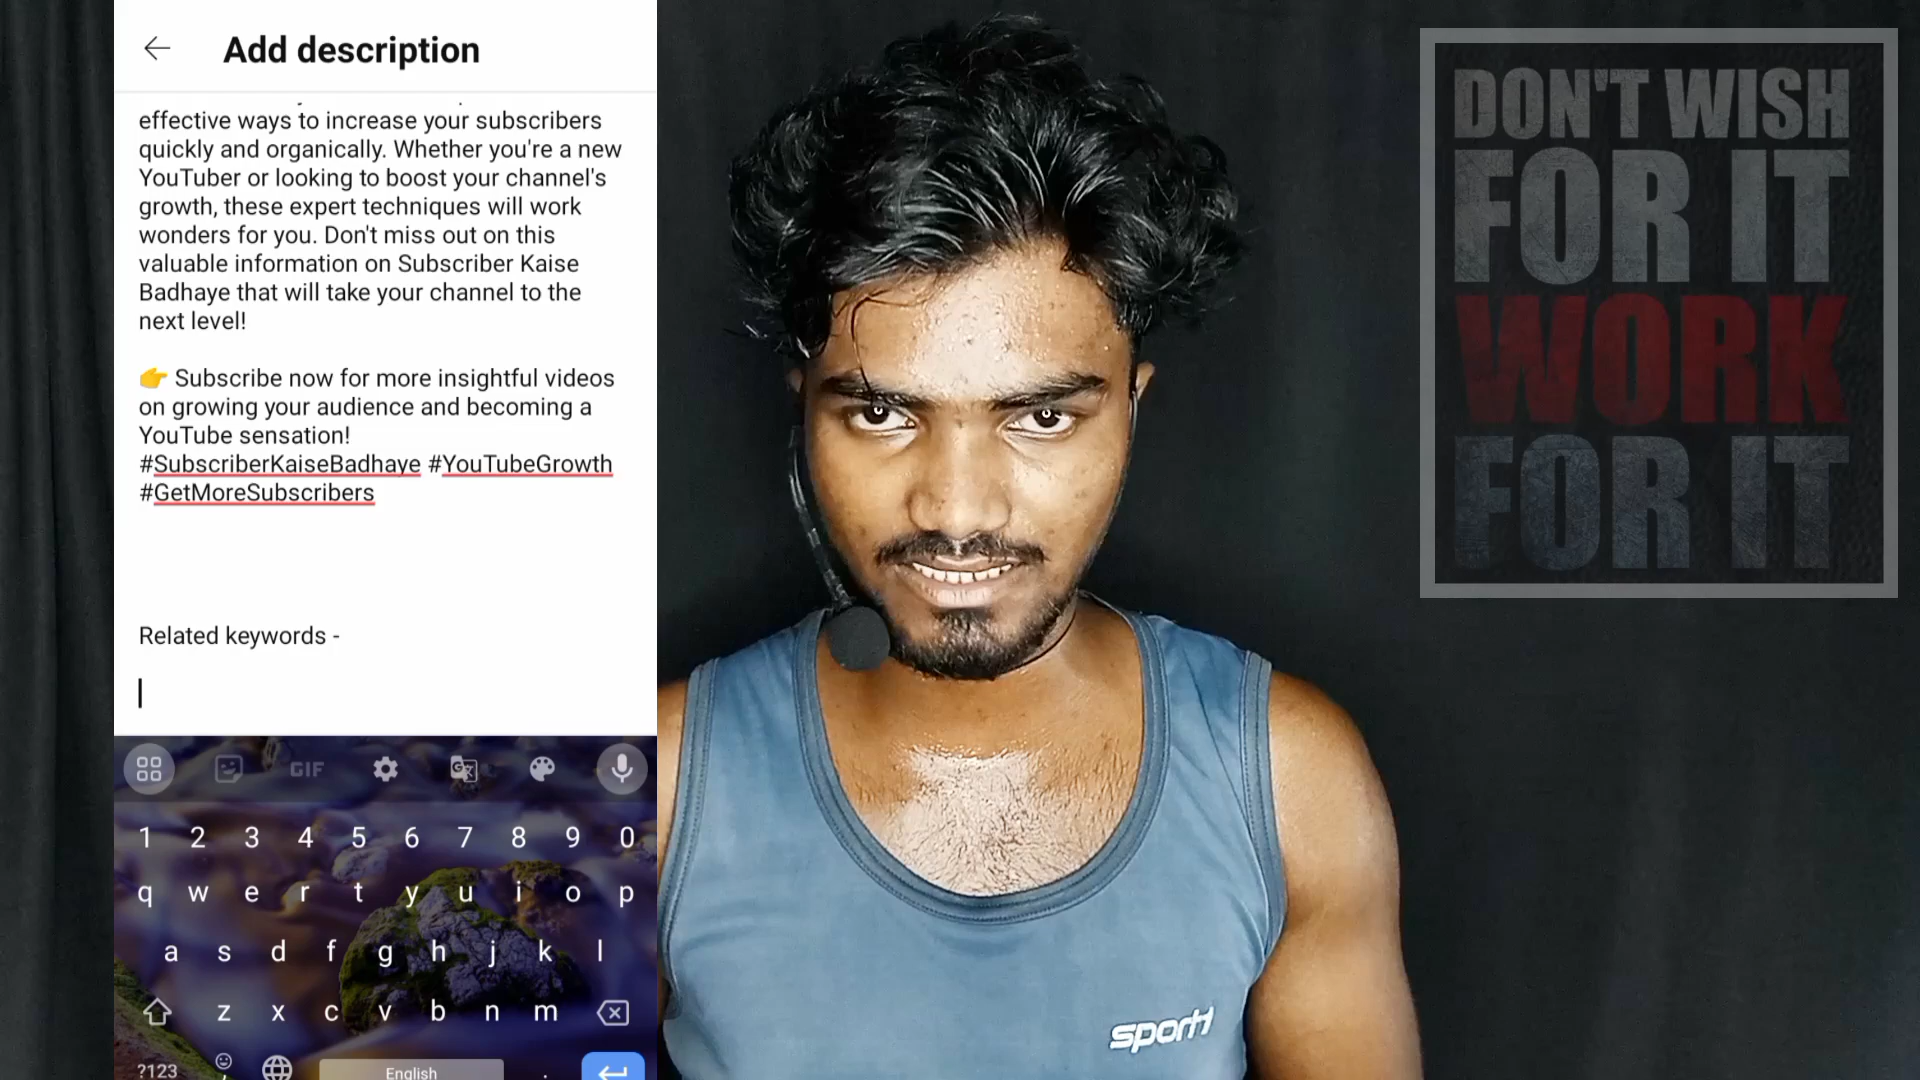 Add description
effective ways to increase your subscribers
quickly and organically. Whether you're a new
YouTuber or looking to boost your channel's
growth, these expert techniques will work
wonders for you. Don't miss out on this
valuable information on Subscriber Kaise
Badhaye that will take your channel to the
next level!
👉 Subscribe now for more insightful videos
on growing your audience and becoming a
YouTube sensation!
#SubscriberKaiseBadhaye #YouTubeGrowth
#GetMoreSubscribers
Related keywords -
GIF
1 2 3 4 5 6 7 8 9 0
q w e r t y u i o p
a s d f g h j k l
z x c v b n m
?123 , English .
DON'T WISH
FOR IT
WORK
FOR IT